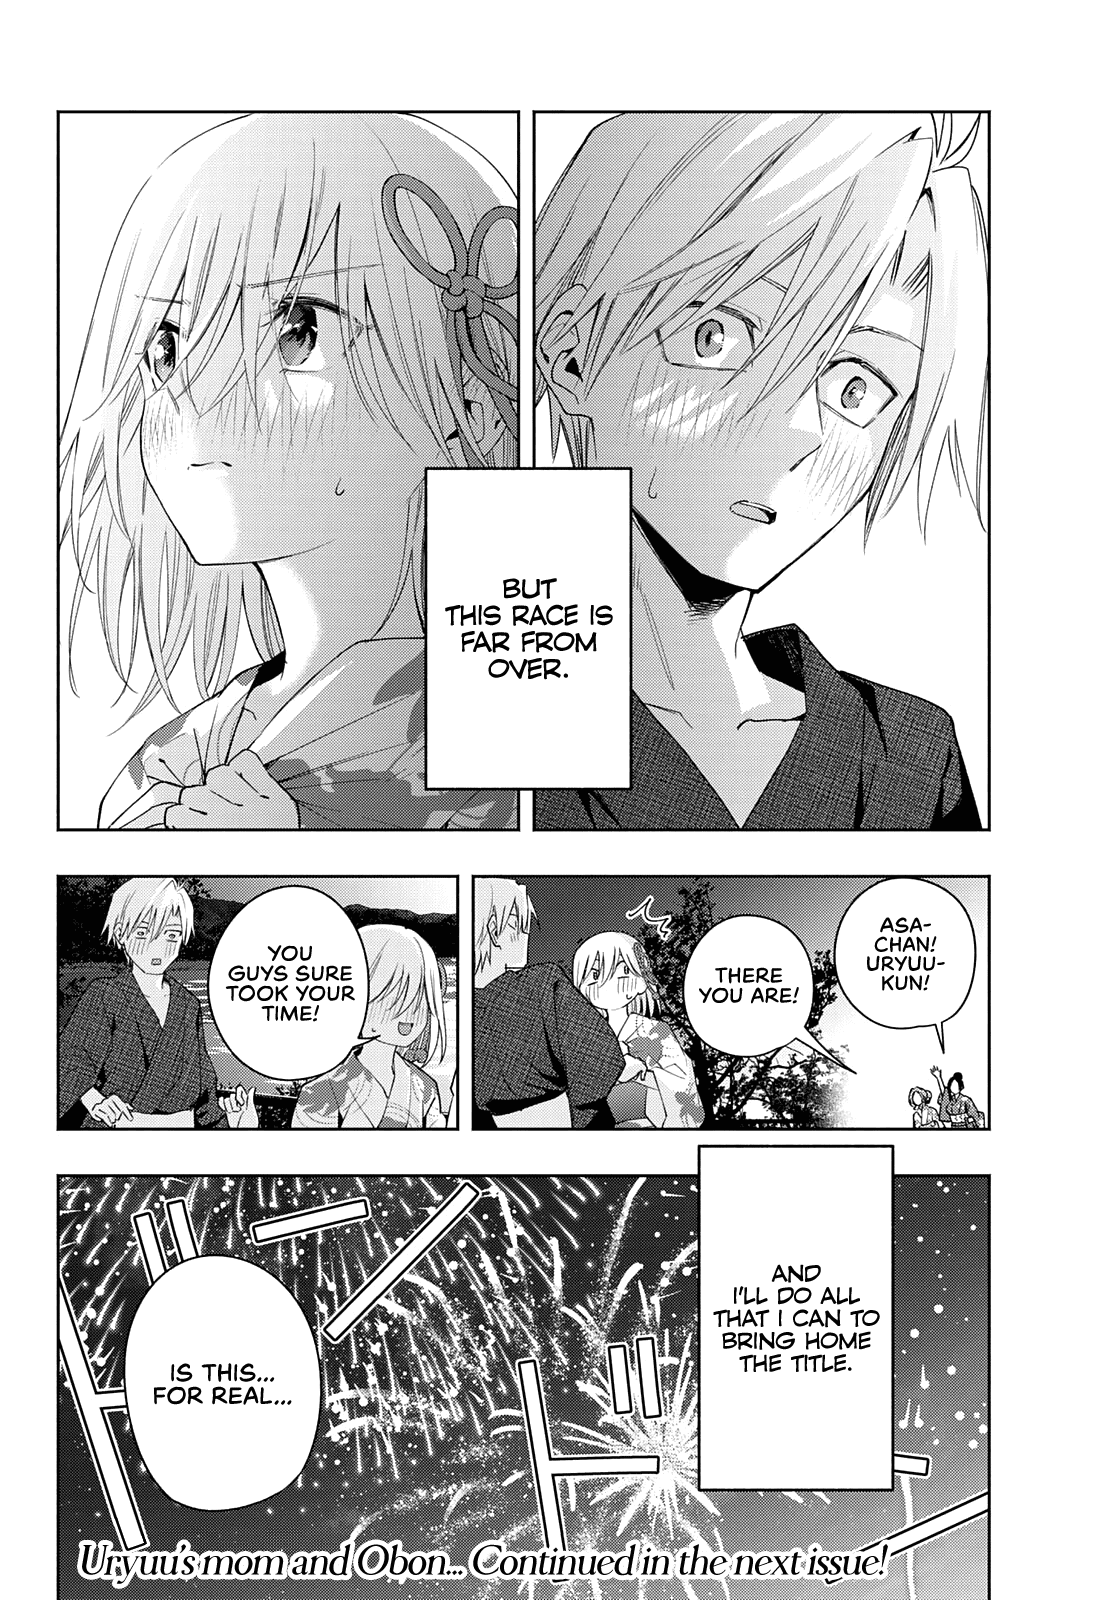 BUT
THIS RACE IS
FAR FROM
OVER.
ASA-
CHAN!
URYUU-
KUN!
THERE
YOU ARE!
YOU
GUYS SURE
TOOK YOUR
TIME!
AND
I'LL DO ALL
THAT I CAN TO
BRING HOME
THE TITLE.
IS THIS...
FOR REAL...
Uryuu's mom and Obon... Continued in the next issue!